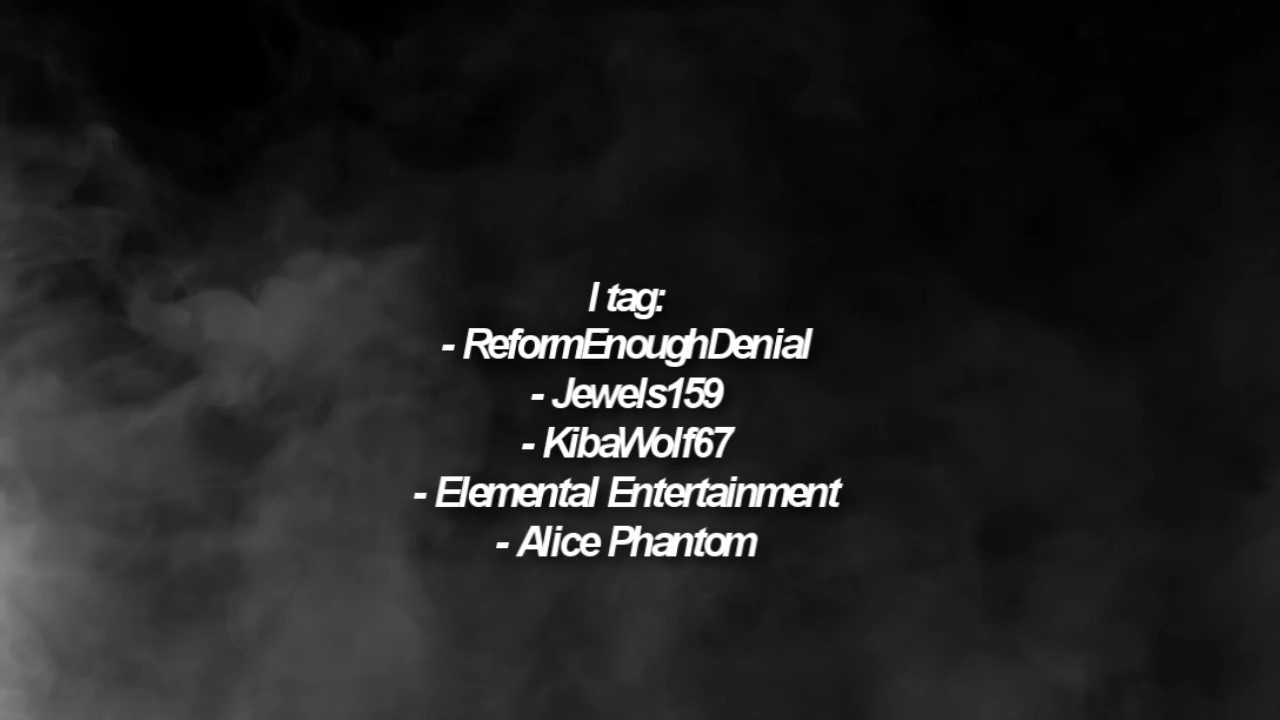 I tag:
- ReformEnoughDenial
- Jewels159
- KibaWolf67
- Elemental Entertainment
- Alice Phantom